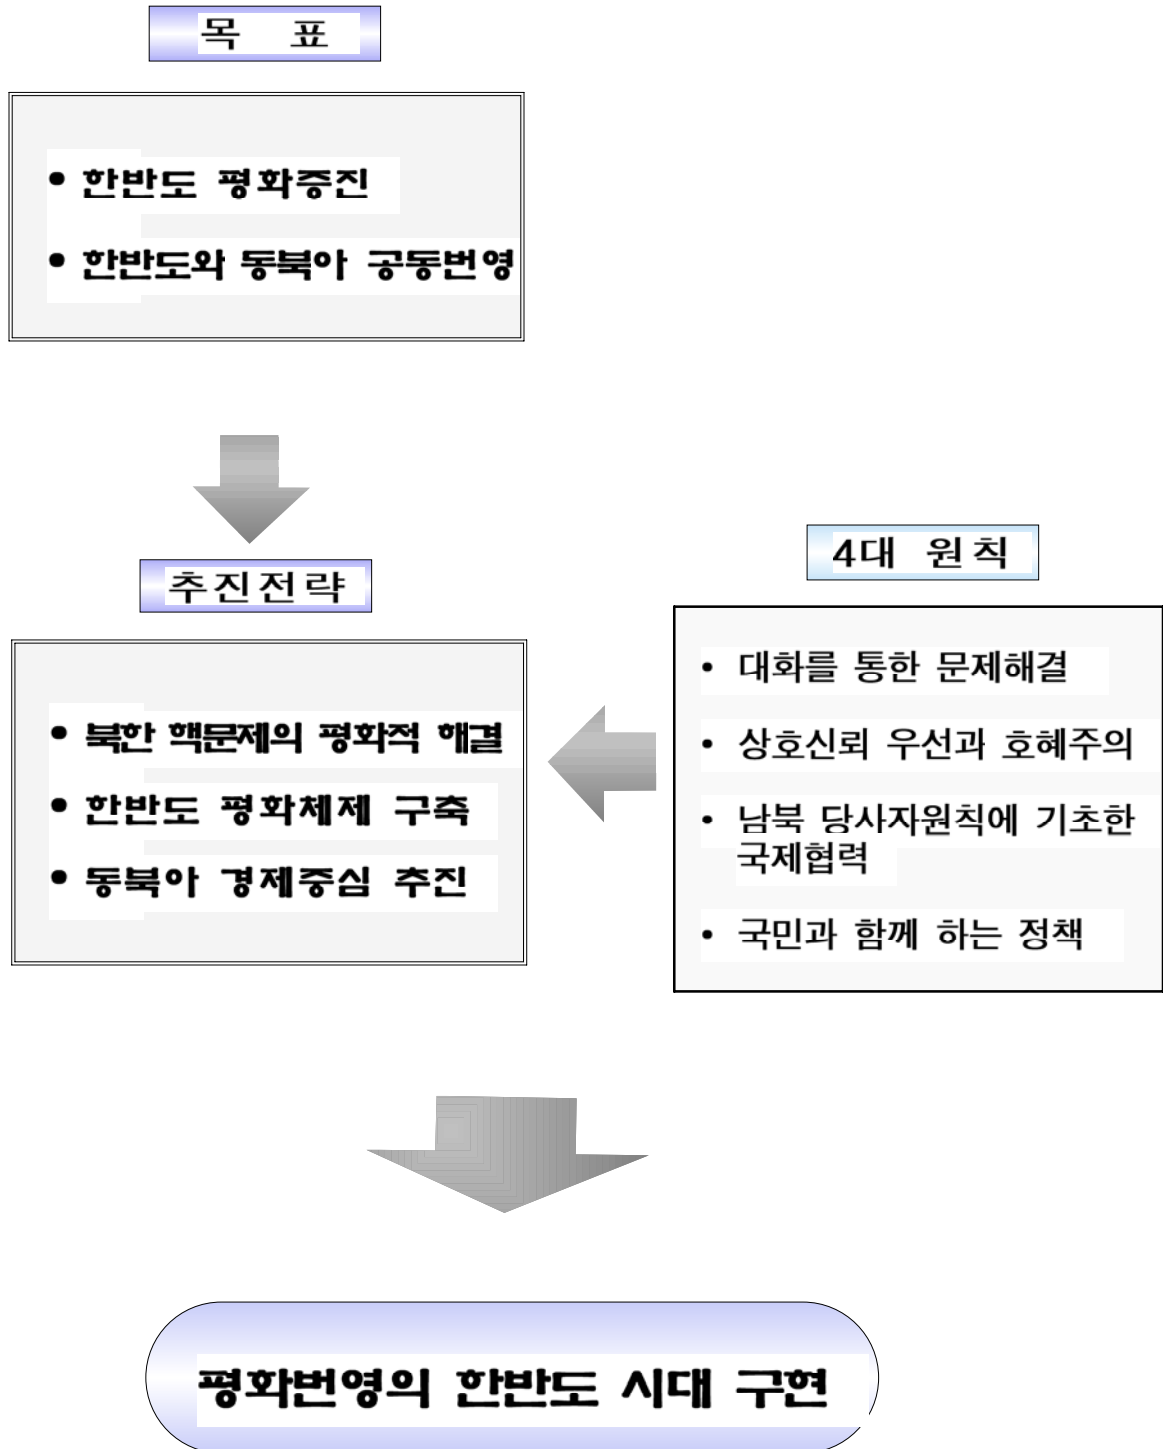 목 표
• 한반도 평화증진
• 한반도와 동북아 공동번영
추진전략
• 북한 핵문제의 평화적 해결
• 한반도 평화체제 구축
• 동북아 경제중심 추진
4대 원칙
• 대화를 통한 문제해결
• 상호신뢰 우선과 호혜주의
• 남북 당사자원칙에 기초한
국제협력
• 국민과 함께 하는 정책
평화번영의 한반도 시대 구현